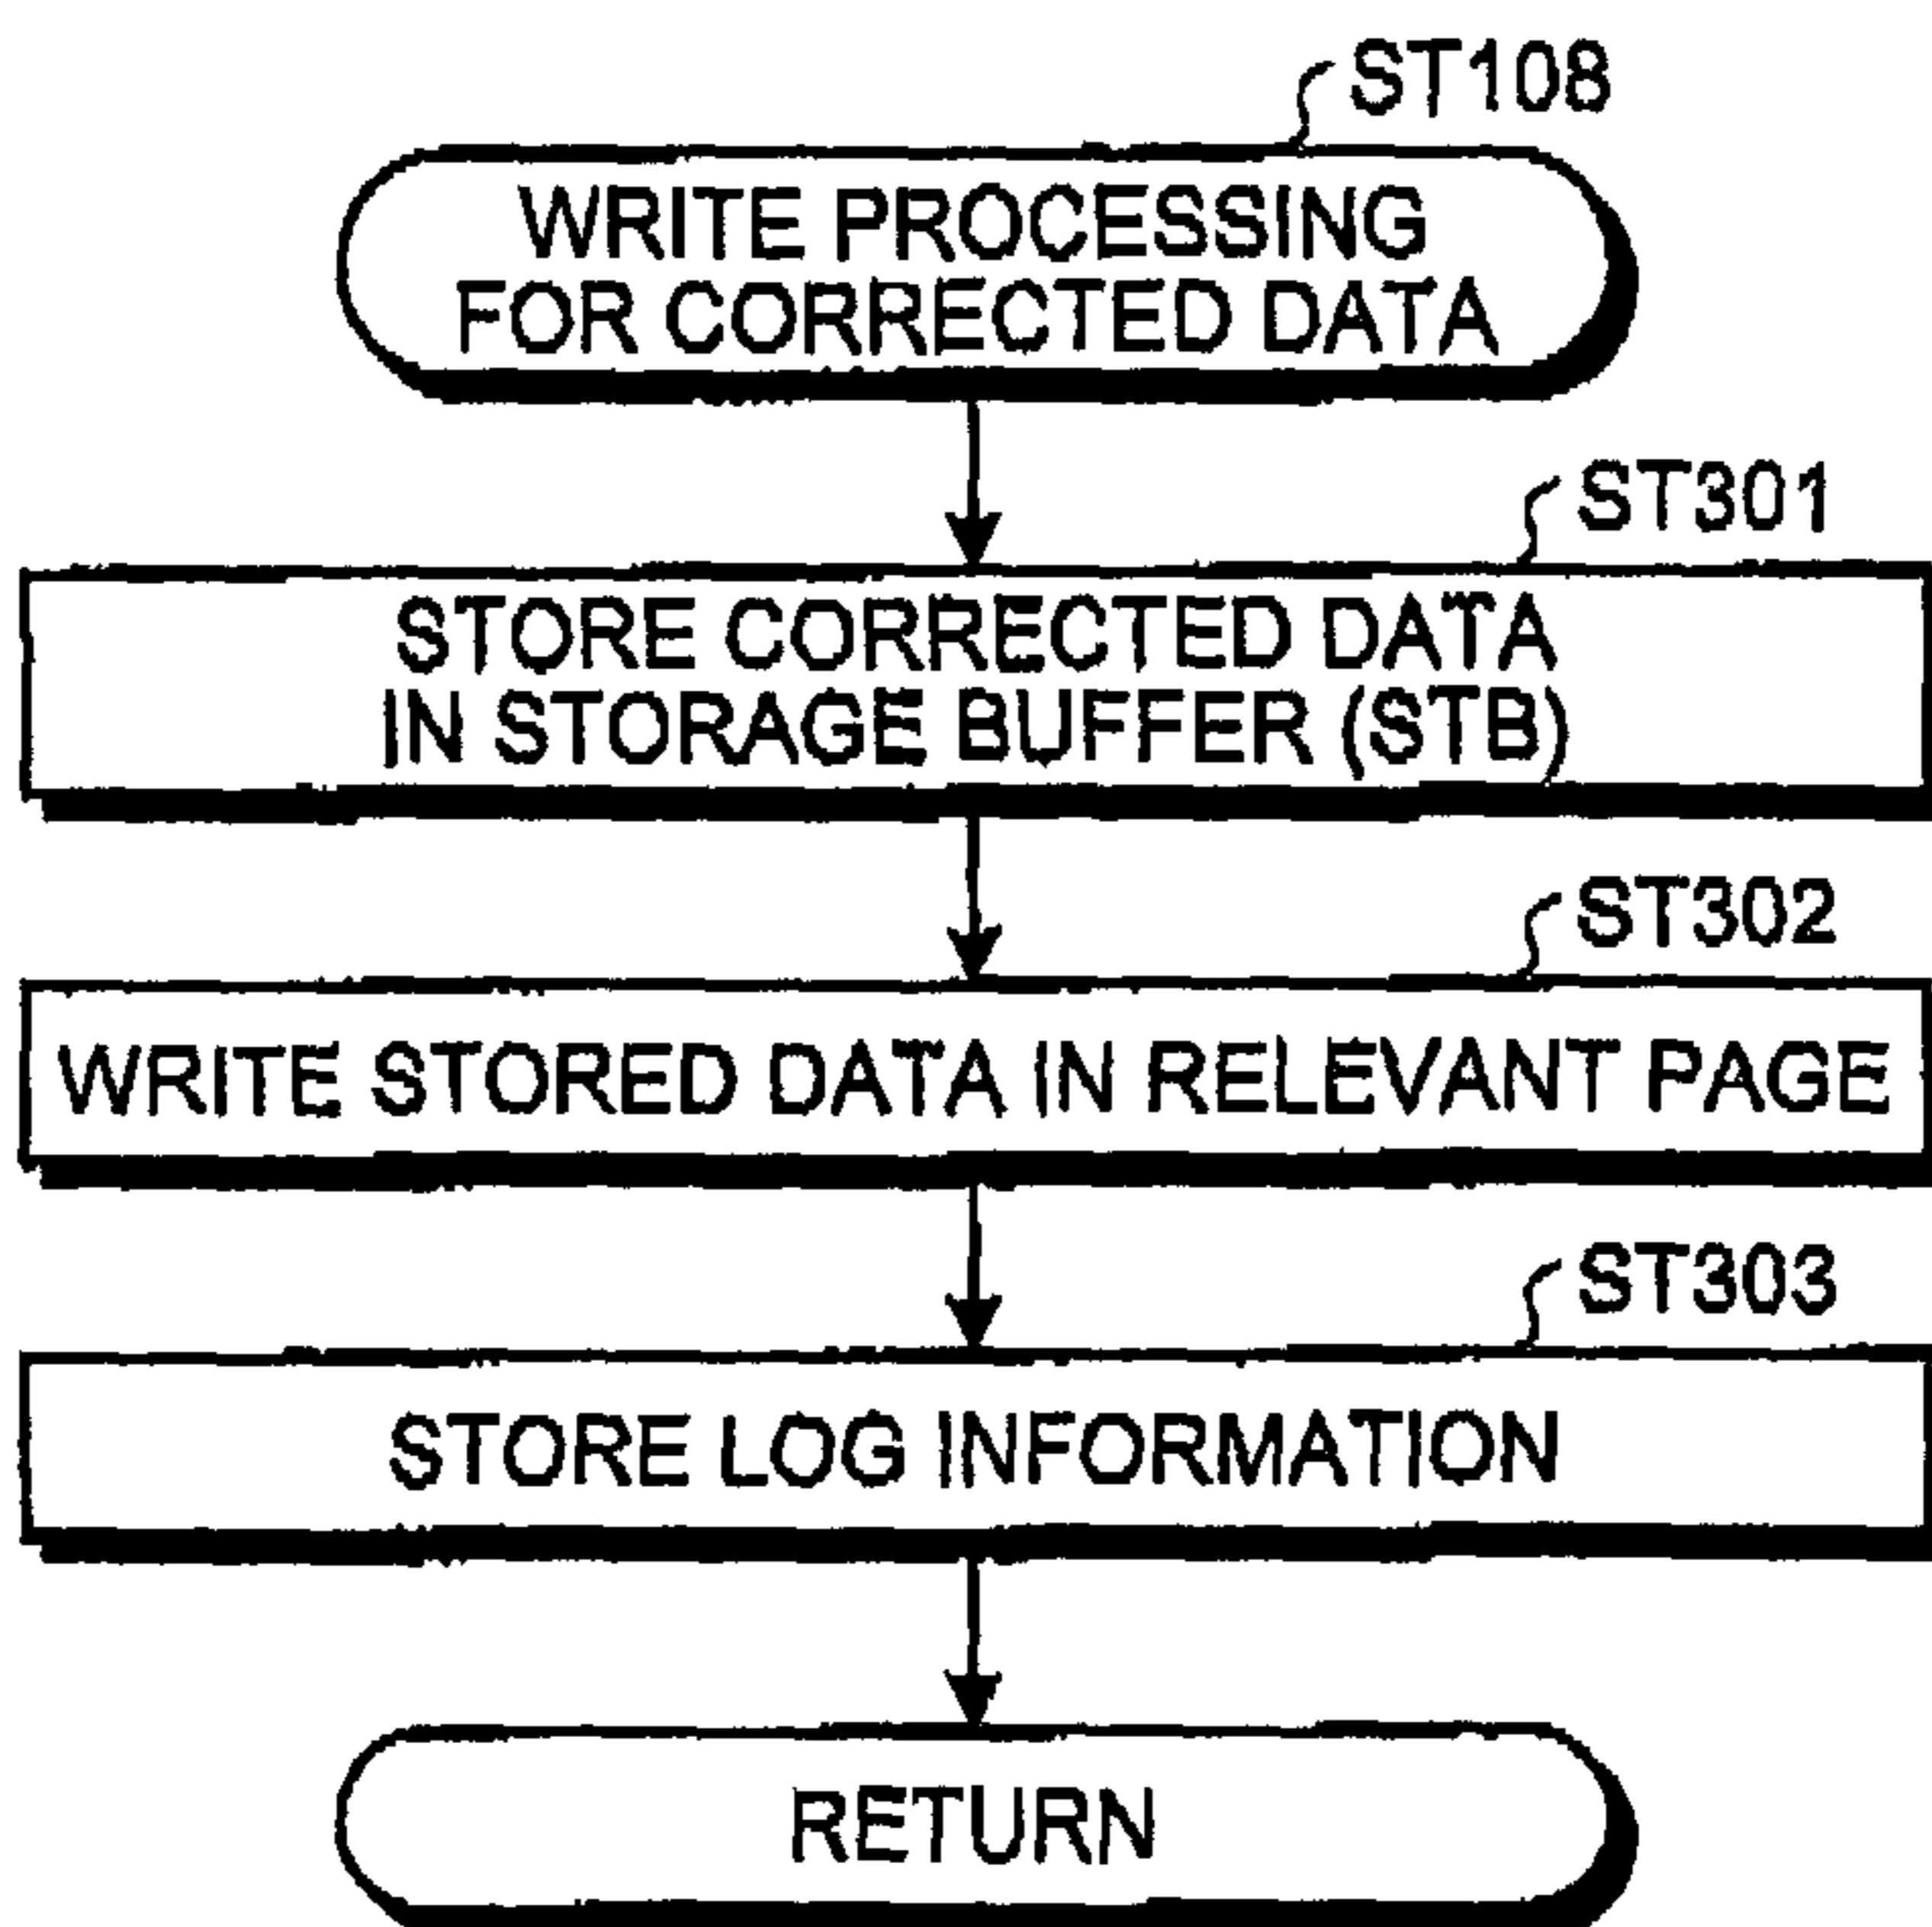 ST108
WRITE PROCESSING
FOR CORRECTED DATA
ST301
STORE CORRECTED DATA
IN STORAGE BUFFER (STB)
ST302
WRITE STORED DATA IN RELEVANT PAGE
ST303
STORE LOG INFORMATION
RETURN